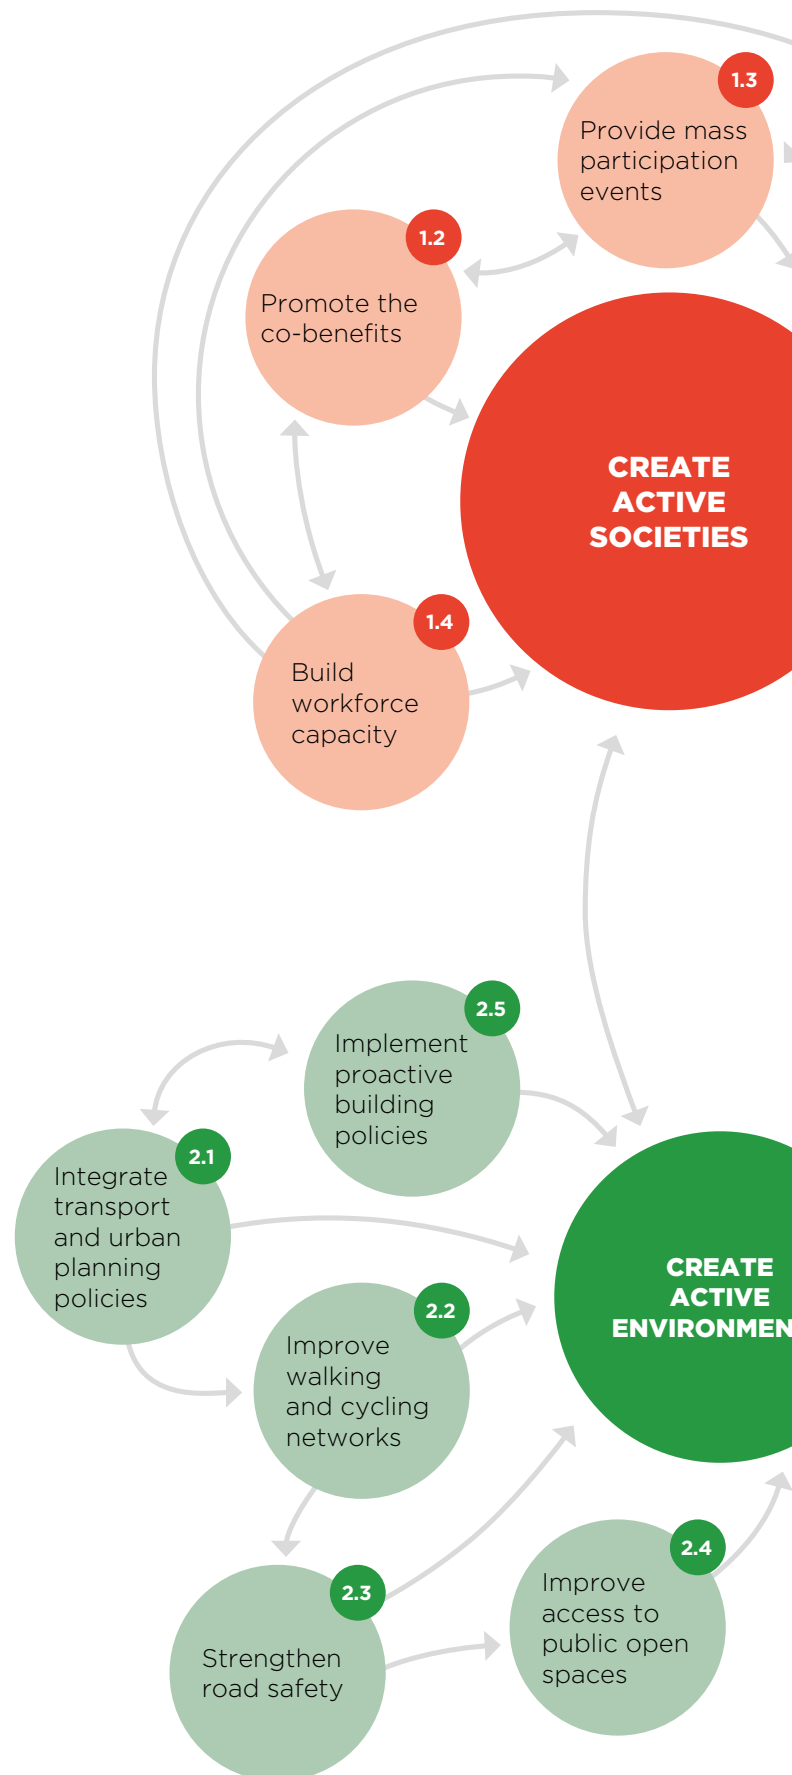 1.3
Provide mass
participation
events
1.2
Promote the
co-benefits
CREATE
ACTIVE
SOCIETIES
1.4
Build
workforce
capacity
2.5
Implement
proactive
building
policies
2.1
Integrate
transport
and urban
planning
policies
CREATE
ACTIVE
ENVIRONMEN
2.2
Improve
walking
and cycling
networks
2.3
Strengthen
road safety
2.4
Improve
access to
public open
spaces